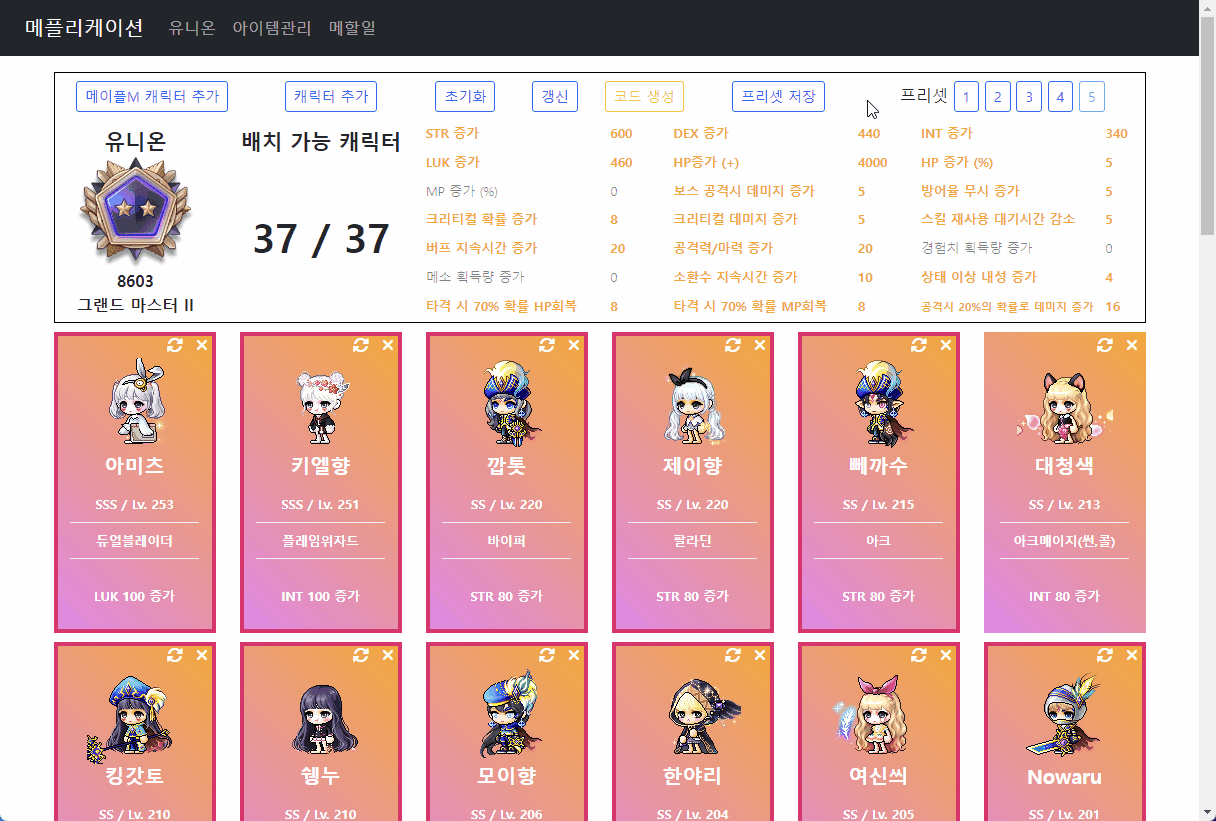 메플리케이션 유니온 아이템관리 메할일
메이플M 캐릭터 추가 캐릭터 추가 초기화 갱신 코드 생성 프리셋 저장 프리셋 1 2 3 4 5
유니온
8603
그랜드 마스터 II
배치 가능 캐릭터
37 / 37
STR 증가 600 DEX 증가 440 INT 증가 340
LUK 증가 460 HP증가 (+) 4000 HP 증가 (%) 5
MP 증가 (%) 0 보스 공격시 데미지 증가 5 방어율 무시 증가 5
크리티컬 확률 증가 8 크리티컬 데미지 증가 5 스킬 재사용 대기시간 감소 5
버프 지속시간 증가 20 공격력/마력 증가 20 경험치 획득량 증가 0
메소 획득량 증가 0 소환수 지속시간 증가 10 상태 이상 내성 증가 4
타격 시 70% 확률 HP회복 8 타격 시 70% 확률 MP회복 8 공격시 20%의 확률로 데미지 증가 16
아미츠 키엘향 깝톳 제이향 빼까수 대청색
SSS / Lv. 253 SSS / Lv. 251 SS / Lv. 220 SS / Lv. 220 SS / Lv. 215 SS / Lv. 213
듀얼블레이더 플레임위자드 바이퍼 팔라딘 아크 아크메이지(썬,콜)
LUK 100 증가 INT 100 증가 STR 80 증가 STR 80 증가 STR 80 증가 INT 80 증가
킹갓토 쉥누 모이향 한야리 여신씌 Nowaru
SS / Lv. 210 SS / Lv. 210 SS / Lv. 206 SS / Lv. 204 SS / Lv. 205 SS / Lv. 201